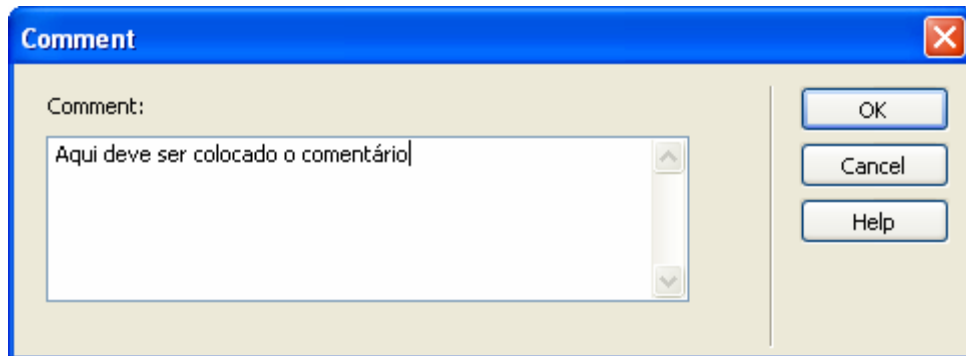 Comment
Comment:
Aqui deve ser colocado o comentário
OK
Cancel
Help